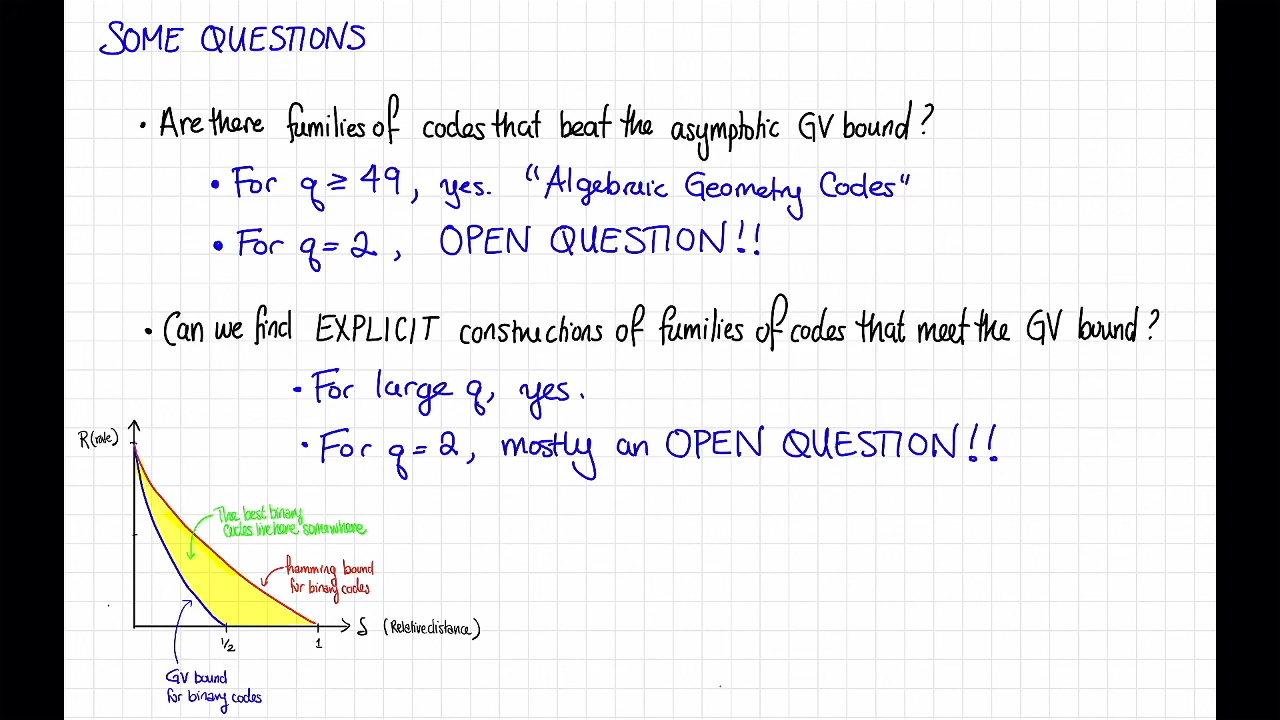 SOME QUESTIONS
• Are there families of codes that beat the asymptotic GV bound?
• For q ≥ 49, yes. "Algebraic Geometry Codes"
• For q = 2, OPEN QUESTION!!
• Can we find EXPLICIT constructions of families of codes that meet the GV bound?
• For large q, yes.
• For q = 2, mostly an OPEN QUESTION!!
R (rate)
The best binary
codes live here, somewhere
hamming bound
for binary codes
δ (Relative distance)
1/2
1
GV bound
for binary codes